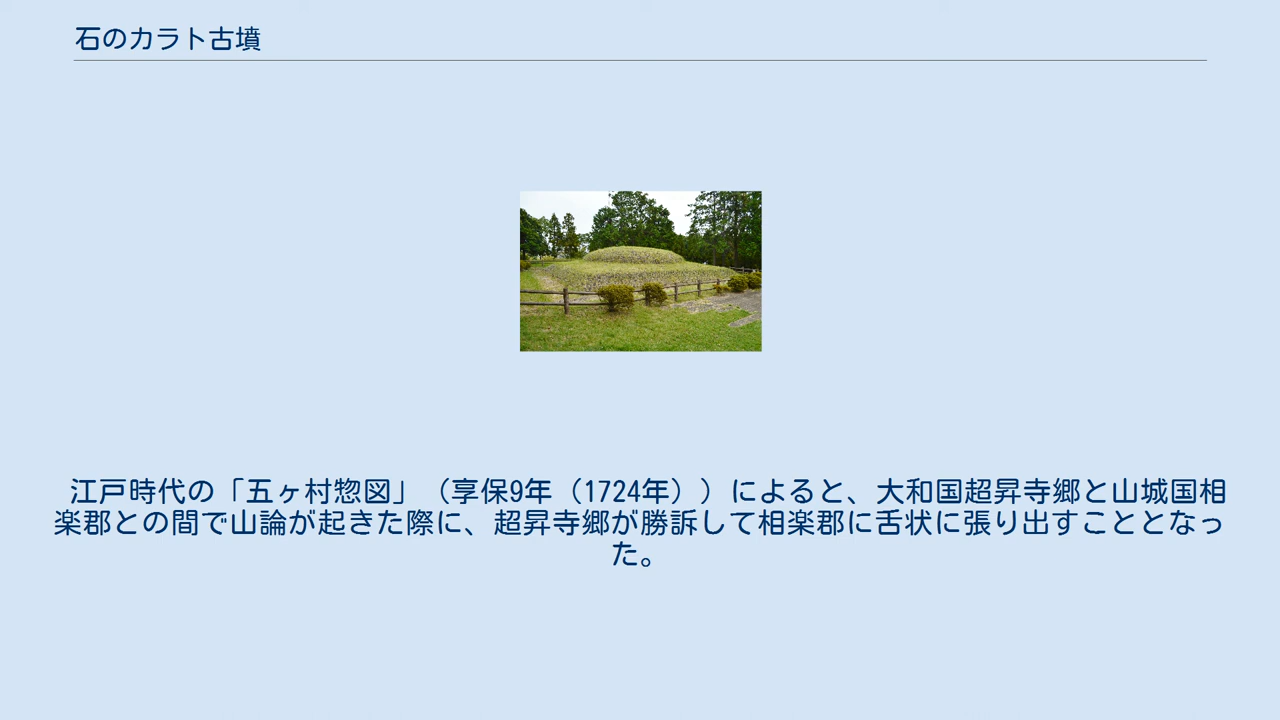 石のカラト古墳
江戸時代の「五ヶ村惣図」（享保9年（1724年））によると、大和国超昇寺郷と山城国相
楽郡との間で山論が起きた際に、超昇寺郷が勝訴して相楽郡に舌状に張り出すこととなっ
た。